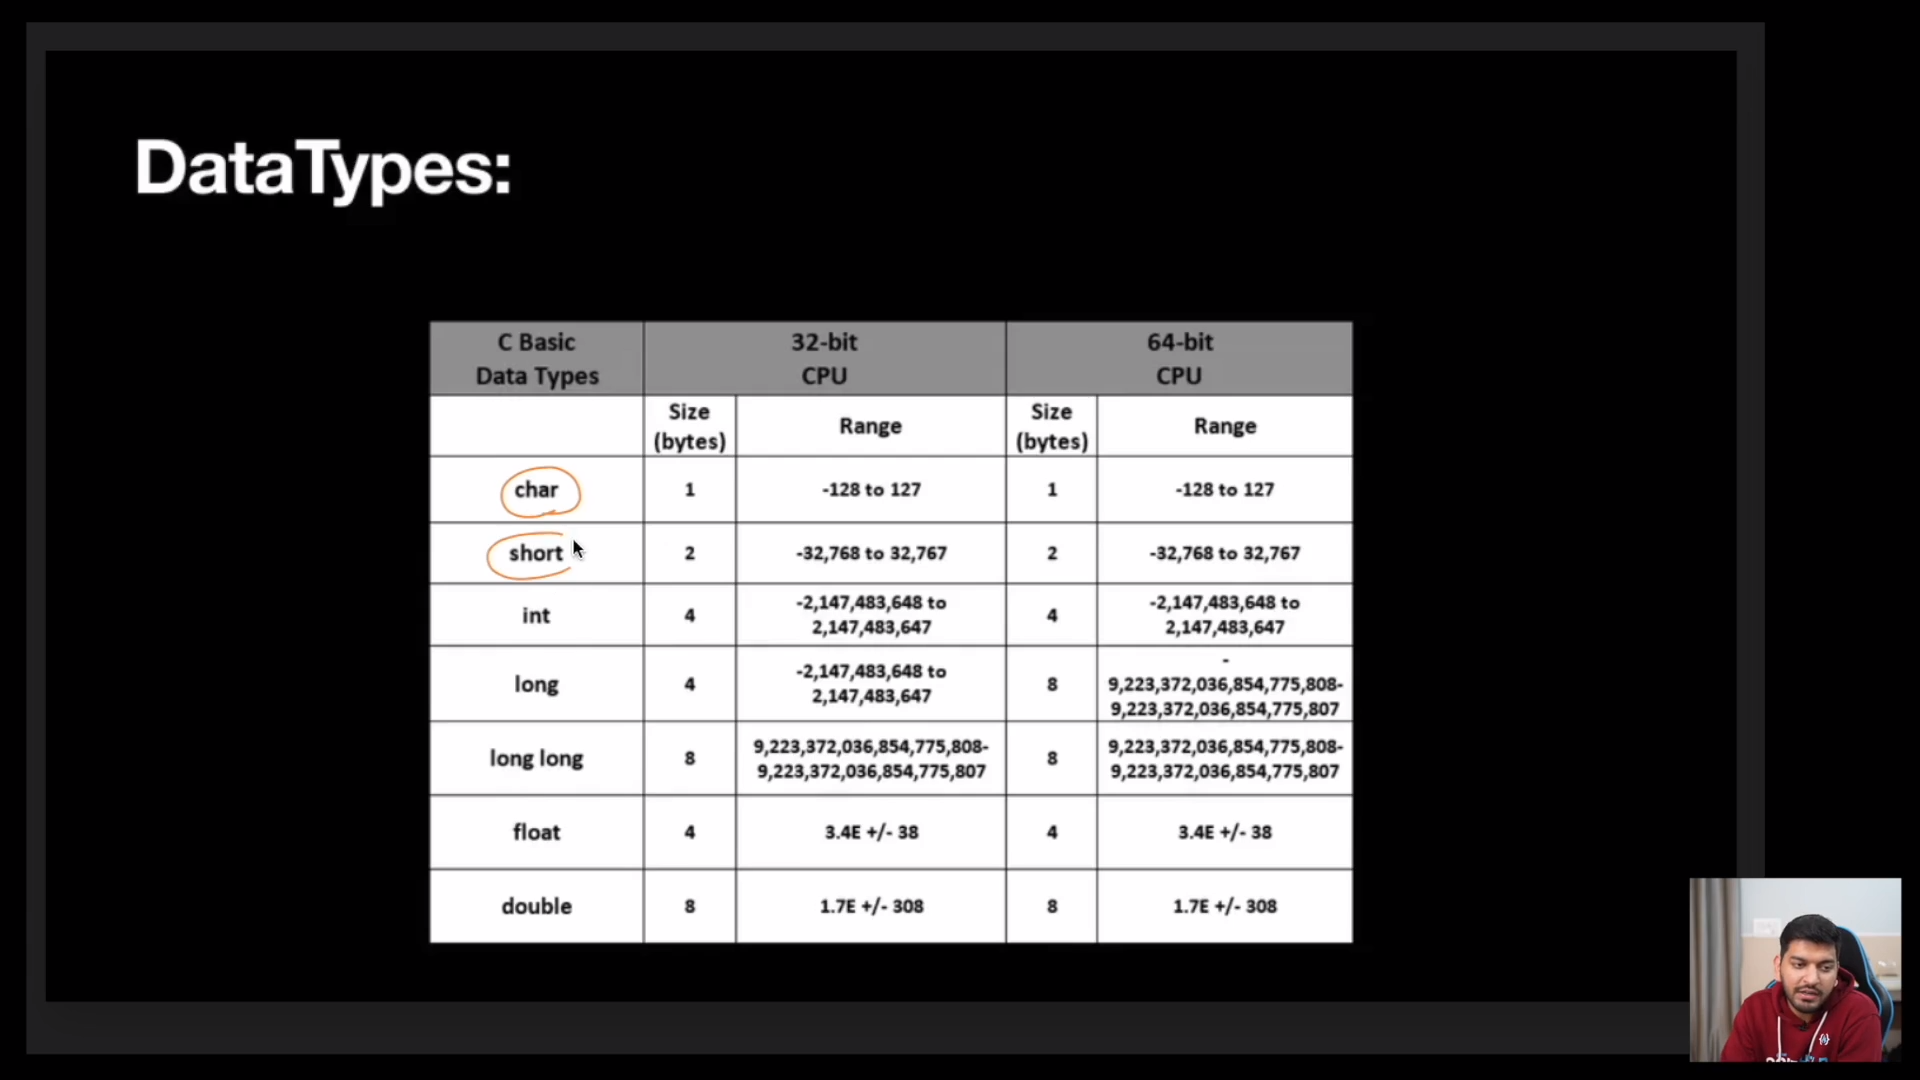 DataTypes:
C Basic
Data Types
32-bit
CPU
64-bit
CPU
Size
(bytes)
Range
Size
(bytes)
Range
char
1
-128 to 127
1
-128 to 127
short
2
-32,768 to 32,767
2
-32,768 to 32,767
int
4
-2,147,483,648 to
2,147,483,647
4
-2,147,483,648 to
2,147,483,647
long
4
-2,147,483,648 to
2,147,483,647
8
-
9,223,372,036,854,775,808-
9,223,372,036,854,775,807
long long
8
9,223,372,036,854,775,808-
9,223,372,036,854,775,807
8
9,223,372,036,854,775,808-
9,223,372,036,854,775,807
float
4
3.4E +/- 38
4
3.4E +/- 38
double
8
1.7E +/- 308
8
1.7E +/- 308